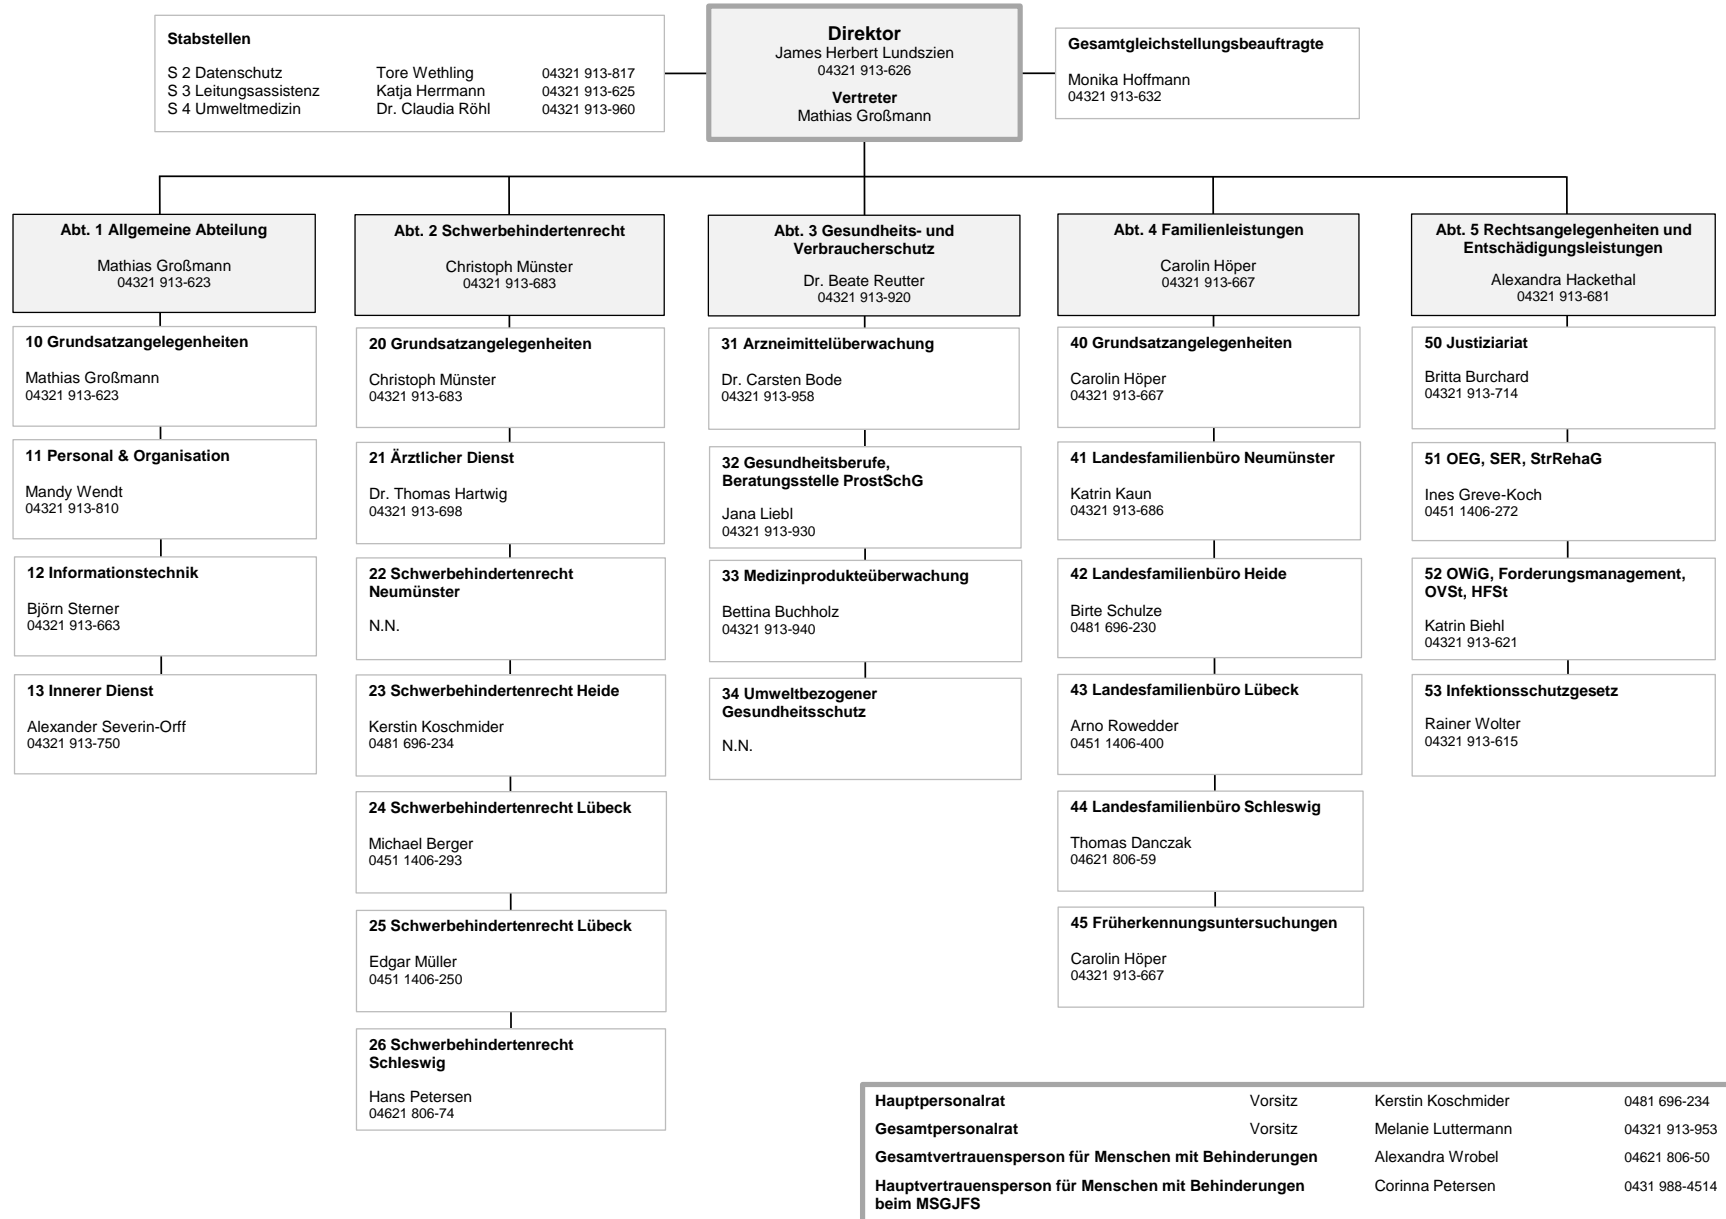 Stabstellen
S 2 Datenschutz Tore Wethling 04321 913-817
S 3 Leitungsassistenz Katja Herrmann 04321 913-625
S 4 Umweltmedizin Dr. Claudia Röhl 04321 913-960
Direktor
James Herbert Lundszien
04321 913-626
Vertreter
Mathias Großmann
Gesamtgleichstellungsbeauftragte
Monika Hoffmann
04321 913-632
Abt. 1 Allgemeine Abteilung
Mathias Großmann
04321 913-623
10 Grundsatzangelegenheiten
Mathias Großmann
04321 913-623
11 Personal & Organisation
Mandy Wendt
04321 913-810
12 Informationstechnik
Björn Sterner
04321 913-663
13 Innerer Dienst
Alexander Severin-Orff
04321 913-750
Abt. 2 Schwerbehindertenrecht
Christoph Münster
04321 913-683
20 Grundsatzangelegenheiten
Christoph Münster
04321 913-683
21 Ärztlicher Dienst
Dr. Thomas Hartwig
04321 913-698
22 Schwerbehindertenrecht
Neumünster
N.N.
23 Schwerbehindertenrecht Heide
Kerstin Koschmider
0481 696-234
24 Schwerbehindertenrecht Lübeck
Michael Berger
0451 1406-293
25 Schwerbehindertenrecht Lübeck
Edgar Müller
0451 1406-250
26 Schwerbehindertenrecht
Schleswig
Hans Petersen
04621 806-74
Abt. 3 Gesundheits- und
Verbraucherschutz
Dr. Beate Reutter
04321 913-920
31 Arzneimittelüberwachung
Dr. Carsten Bode
04321 913-958
32 Gesundheitsberufe,
Beratungsstelle ProstSchG
Jana Liebl
04321 913-930
33 Medizinprodukteüberwachung
Bettina Buchholz
04321 913-940
34 Umweltbezogener
Gesundheitsschutz
N.N.
Abt. 4 Familienleistungen
Carolin Höper
04321 913-667
40 Grundsatzangelegenheiten
Carolin Höper
04321 913-667
41 Landesfamilienbüro Neumünster
Katrin Kaun
04321 913-686
42 Landesfamilienbüro Heide
Birte Schulze
0481 696-230
43 Landesfamilienbüro Lübeck
Arno Rowedder
0451 1406-400
44 Landesfamilienbüro Schleswig
Thomas Danczak
04621 806-59
45 Früherkennungsuntersuchungen
Carolin Höper
04321 913-667
Abt. 5 Rechtsangelegenheiten und
Entschädigungsleistungen
Alexandra Hackethal
04321 913-681
50 Justiziariat
Britta Burchard
04321 913-714
51 OEG, SER, StrRehaG
Ines Greve-Koch
0451 1406-272
52 OWiG, Forderungsmanagement,
OVSt, HFSt
Katrin Biehl
04321 913-621
53 Infektionsschutzgesetz
Rainer Wolter
04321 913-615
Hauptpersonalrat Vorsitz Kerstin Koschmider 0481 696-234
Gesamtpersonalrat Vorsitz Melanie Luttermann 04321 913-953
Gesamtvertrauensperson für Menschen mit Behinderungen Alexandra Wrobel 04621 806-50
Hauptvertrauensperson für Menschen mit Behinderungen Corinna Petersen 0431 988-4514
beim MSGJFS